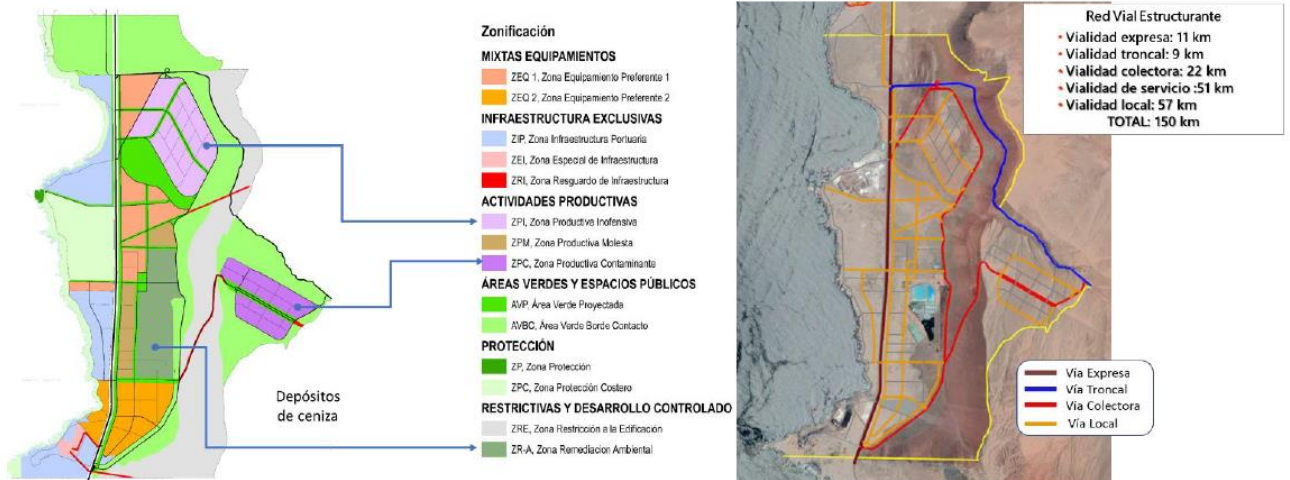 Zonificación
MIXTAS EQUIPAMIENTOS
ZEQ 1, Zona Equipamiento Preferente 1
ZEQ 2, Zona Equipamiento Preferente 2
INFRAESTRUCTURA EXCLUSIVAS
ZIP, Zona Infraestructura Portuaria
ZEI, Zona Especial de Infraestructura
ZRI, Zona Resguardo de Infraestructura
ACTIVIDADES PRODUCTIVAS
ZPI, Zona Productiva Inofensiva
ZPM, Zona Productiva Molesta
ZPC, Zona Productiva Contaminante
ÁREAS VERDES Y ESPACIOS PÚBLICOS
AVP, Área Verde Proyectada
AVBC, Área Verde Borde Contacto
PROTECCIÓN
ZP, Zona Protección
ZPC, Zona Protección Costero
RESTRICTIVAS Y DESARROLLO CONTROLADO
ZRE, Zona Restricción a la Edificación
ZR-A, Zona Remediacion Ambiental
Depósitos
de ceniza
Red Vial Estructurante
• Vialidad expresa: 11 km
• Vialidad troncal: 9 km
• Vialidad colectora: 22 km
• Vialidad de servicio :51 km
• Vialidad local: 57 km
TOTAL: 150 km
Vía Expresa
Vía Troncal
Vía Colectora
Vía Local